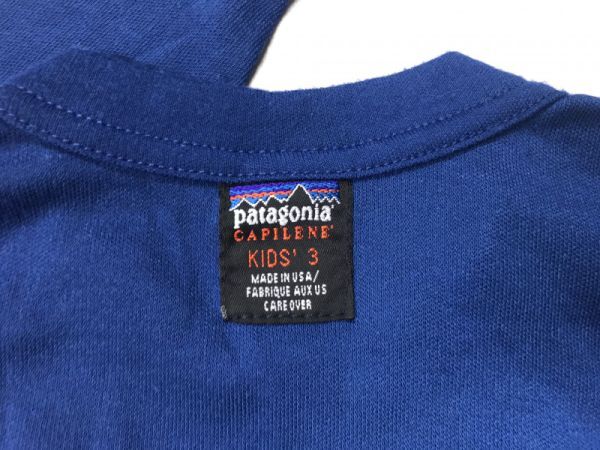 patagonia®
CAPILENE®
KIDS' 3
MADE IN USA/
FABRIQUE AUX US
CARE OVER